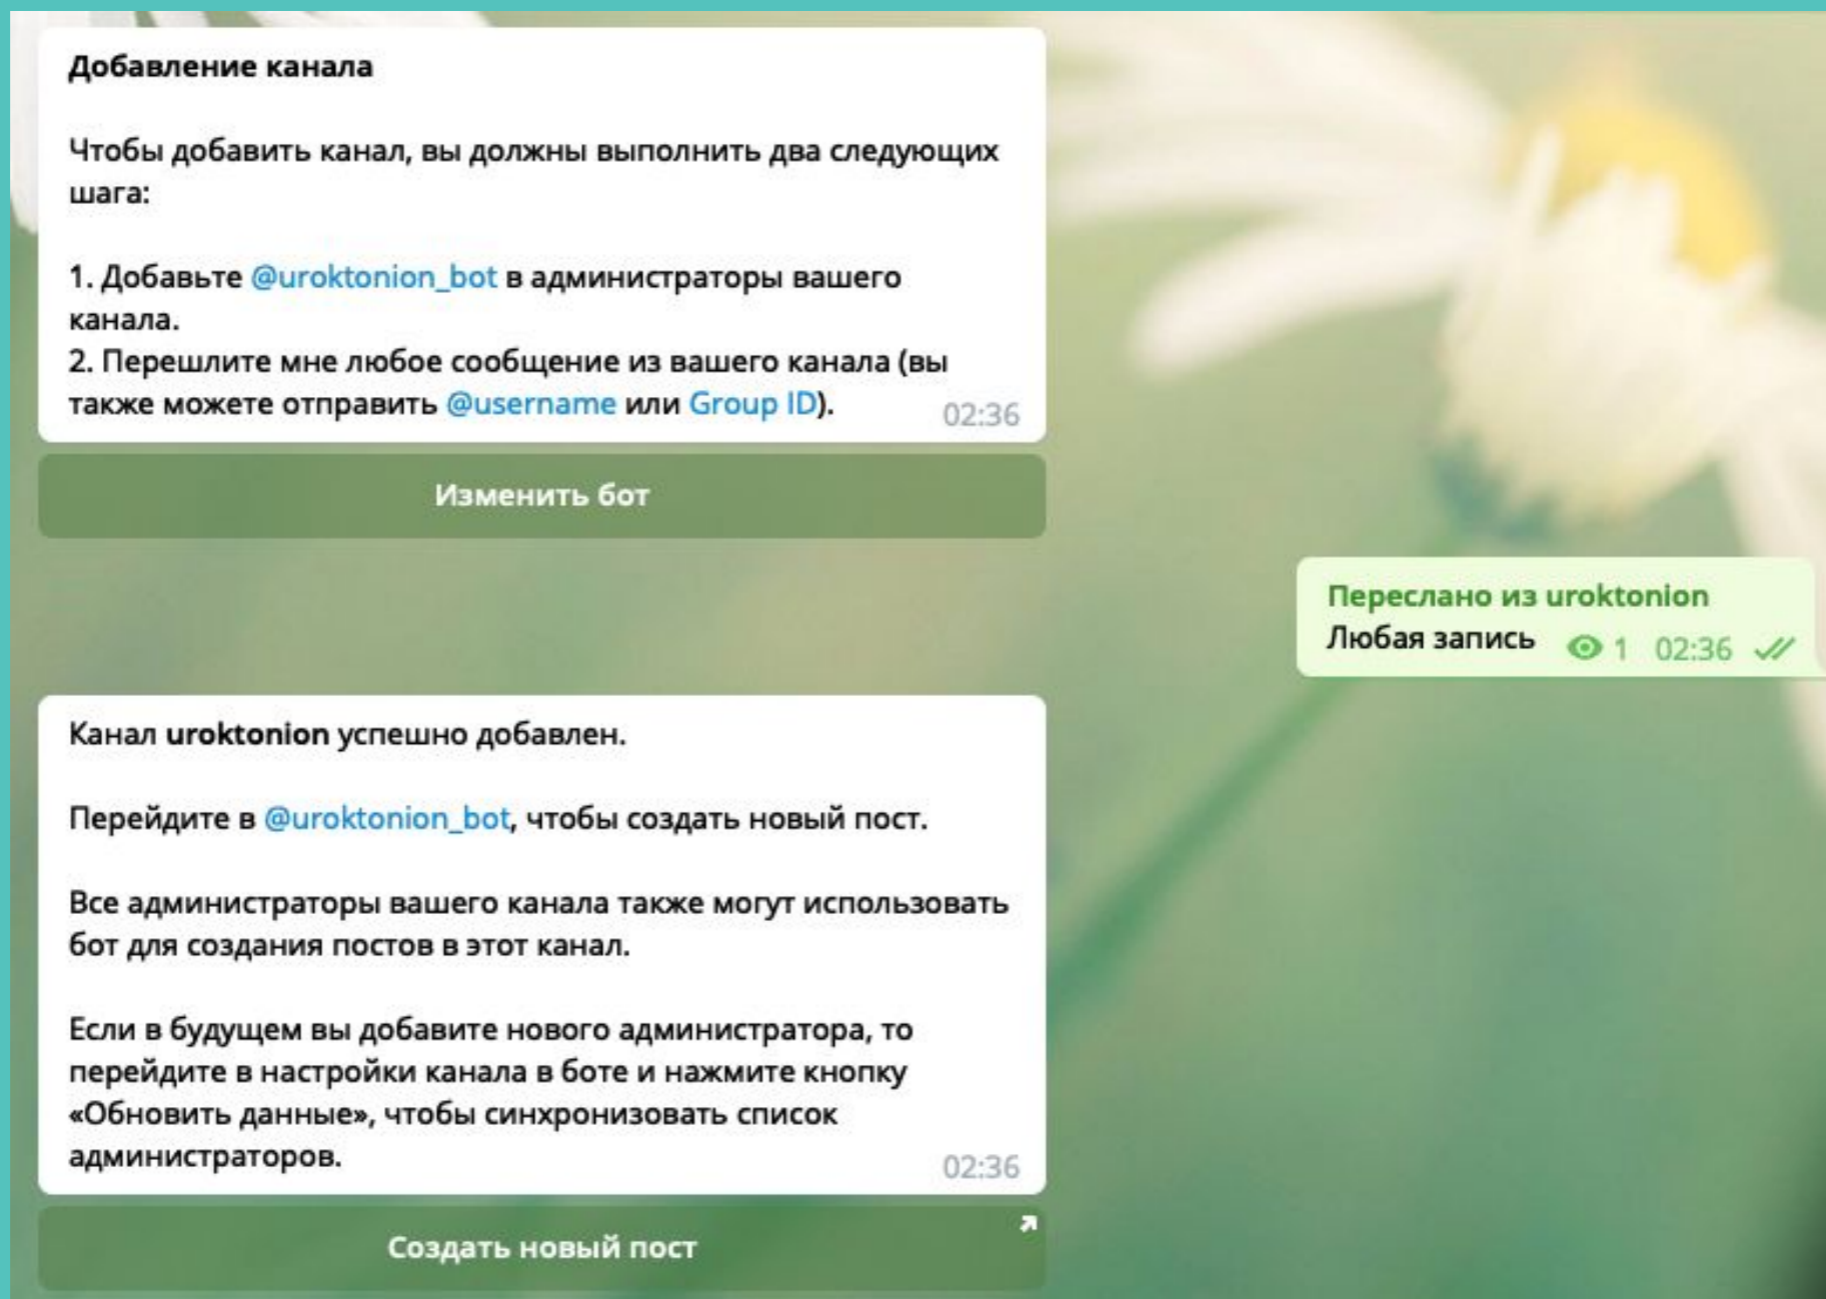 Добавление канала
Чтобы добавить канал, вы должны выполнить два следующих
шага:
1. Добавьте @uroktonion_bot в администраторы вашего
канала.
2. Перешлите мне любое сообщение из вашего канала (вы
также можете отправить @username или Group ID).
02:36
Изменить бот
Переслано из uroktonion
Любая запись 1 02:36
Канал uroktonion успешно добавлен.
Перейдите в @uroktonion_bot, чтобы создать новый пост.
Все администраторы вашего канала также могут использовать
бот для создания постов в этот канал.
Если в будущем вы добавите нового администратора, то
перейдите в настройки канала в боте и нажмите кнопку
«Обновить данные», чтобы синхронизовать список
администраторов.
02:36
Создать новый пост